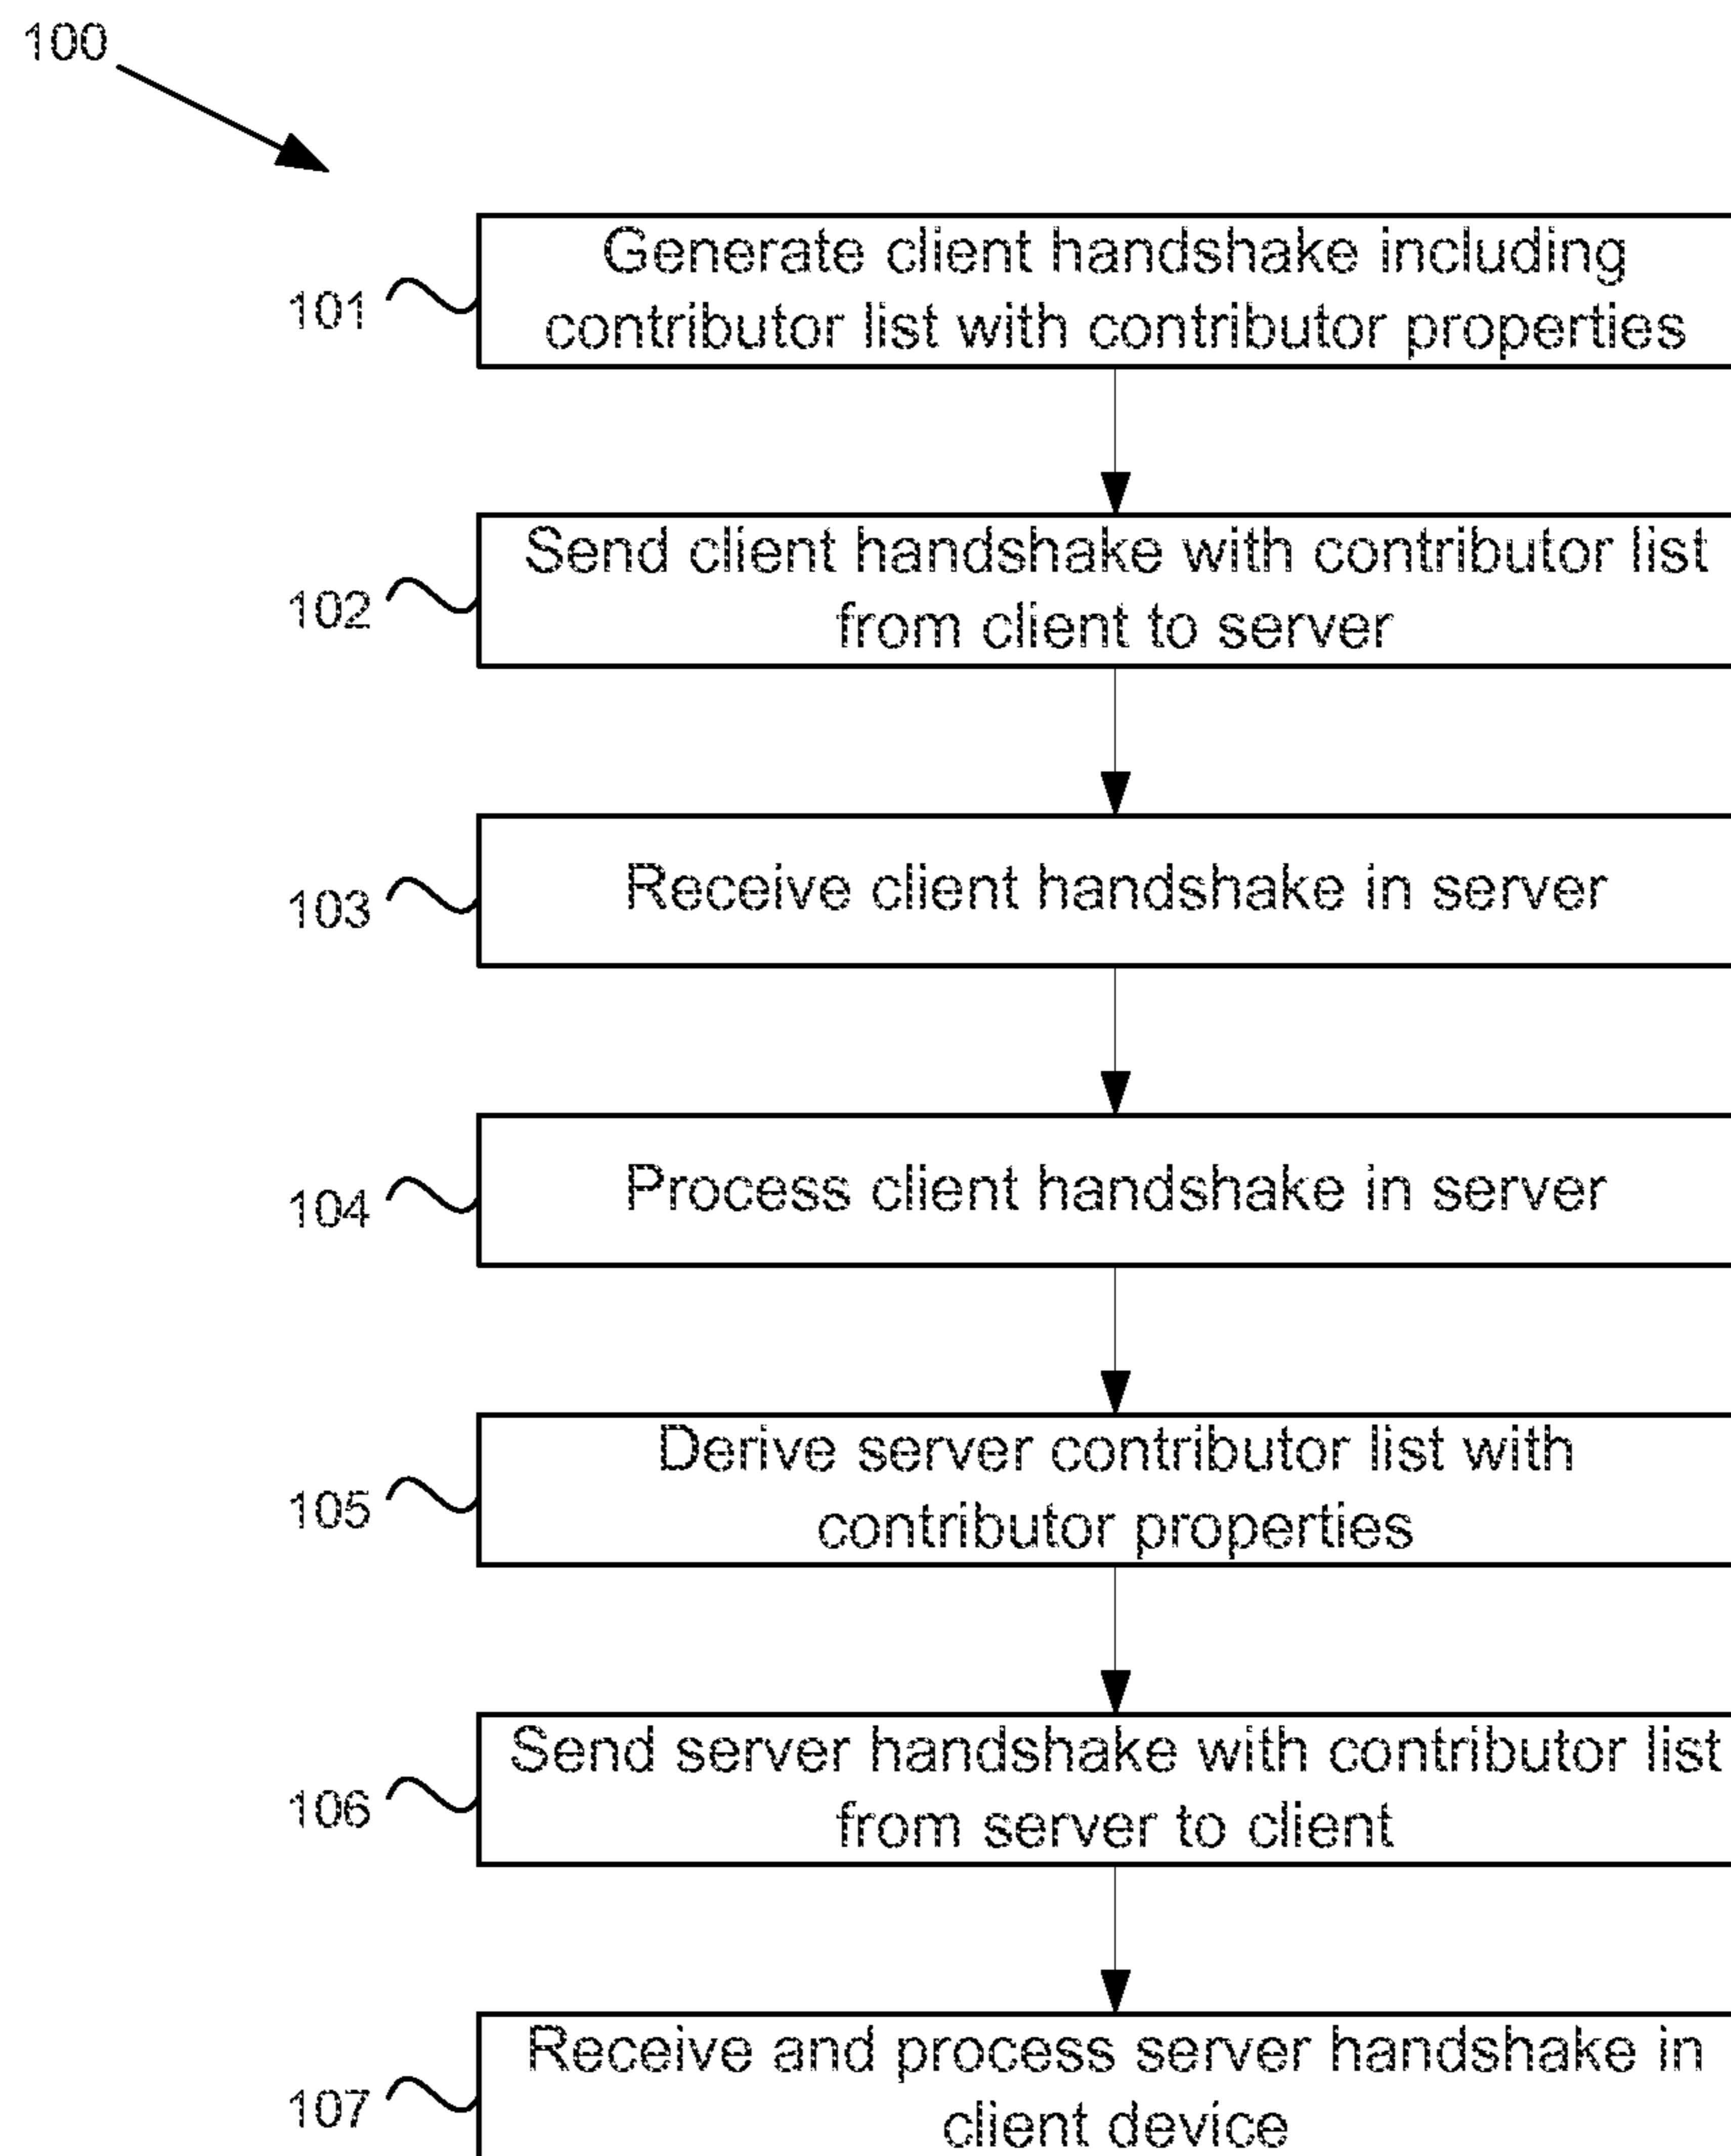 100
101
Generate client handshake including
contributor list with contributor properties
102
Send client handshake with contributor list
from client to server
103
Receive client handshake in server
104
Process client handshake in server
105
Derive server contributor list with
contributor properties
106
Send server handshake with contributor list
from server to client
107
Receive and process server handshake in
client device